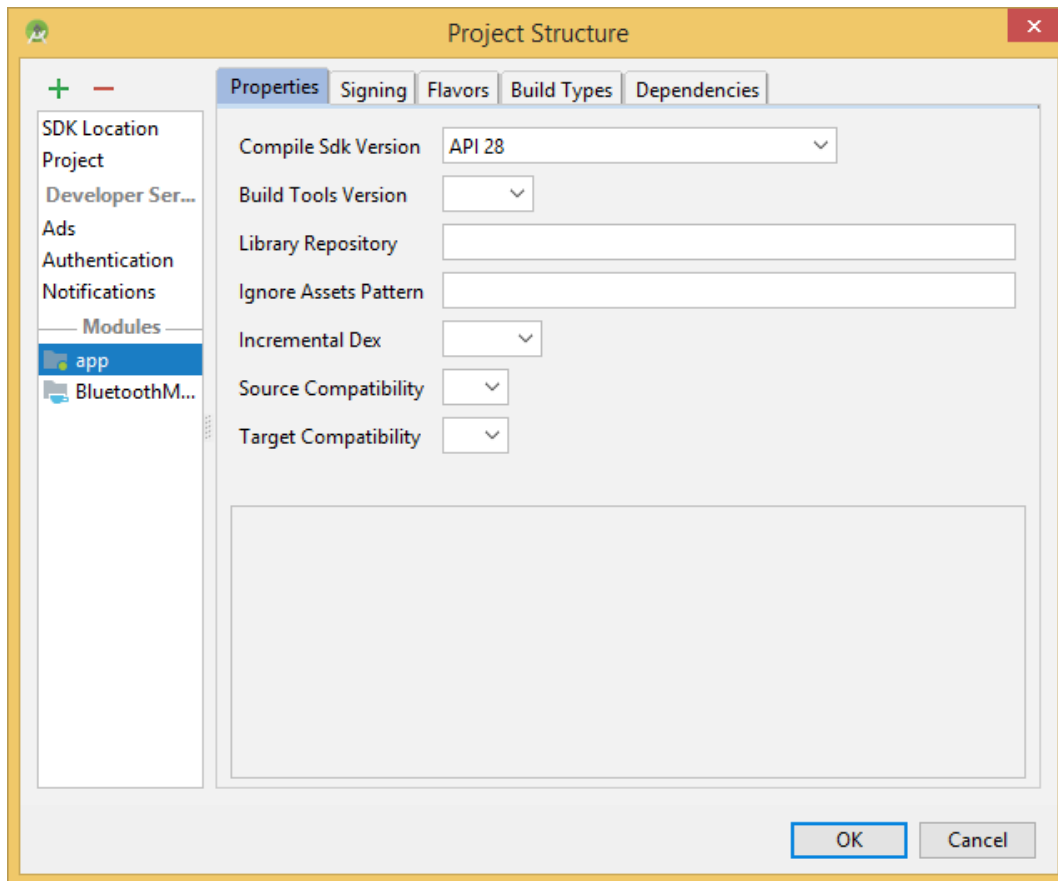 Project Structure
Properties Signing Flavors Build Types Dependencies
SDK Location
Project
Developer Ser...
Ads
Authentication
Notifications
Modules
app
BluetoothM...
Compile Sdk Version API 28
Build Tools Version
Library Repository
Ignore Assets Pattern
Incremental Dex
Source Compatibility
Target Compatibility
OK Cancel